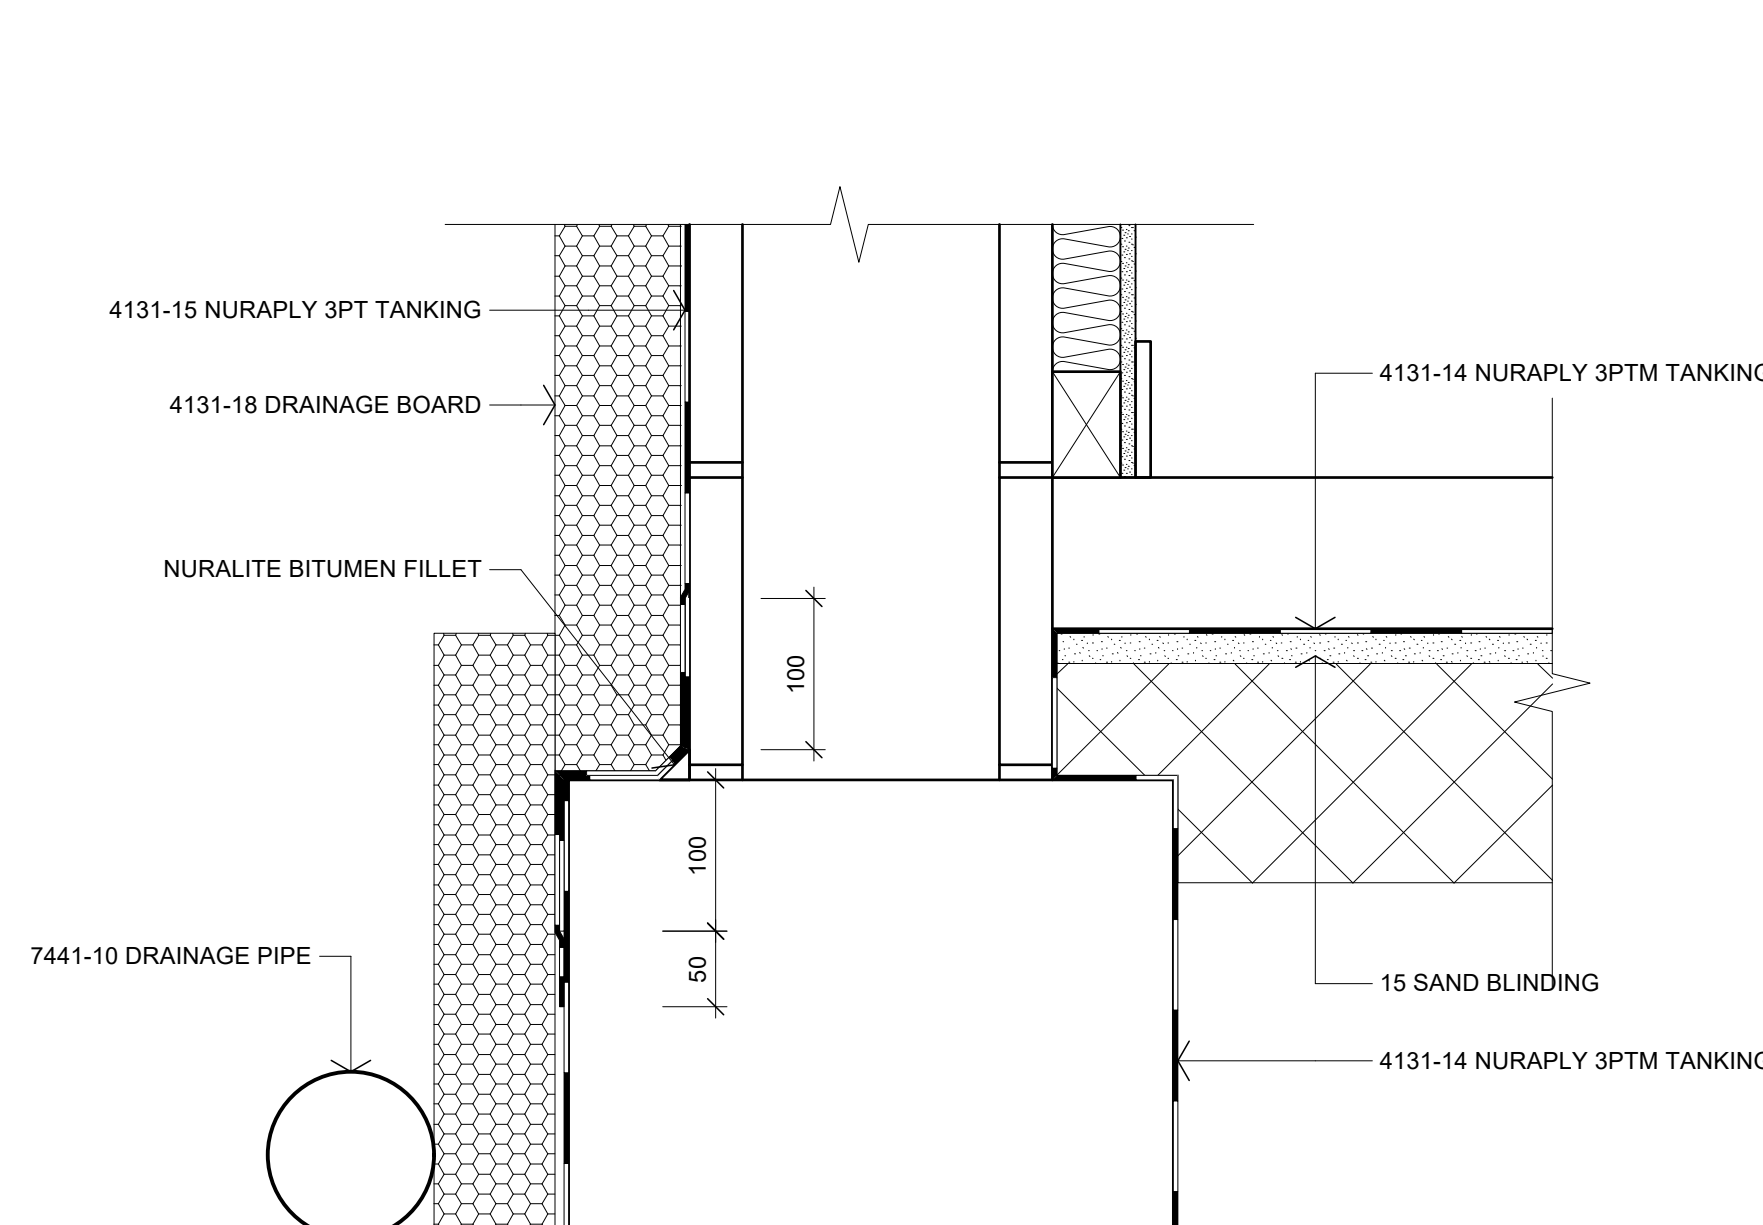 4131-15 NURAPLY 3PT TANKING
4131-14 NURAPLY 3PTM TANKING
4131-18 DRAINAGE BOARD
NURALITE BITUMEN FILLET
100
100
7441-10 DRAINAGE PIPE
50
15 SAND BLINDING
4131-14 NURAPLY 3PTM TANKING